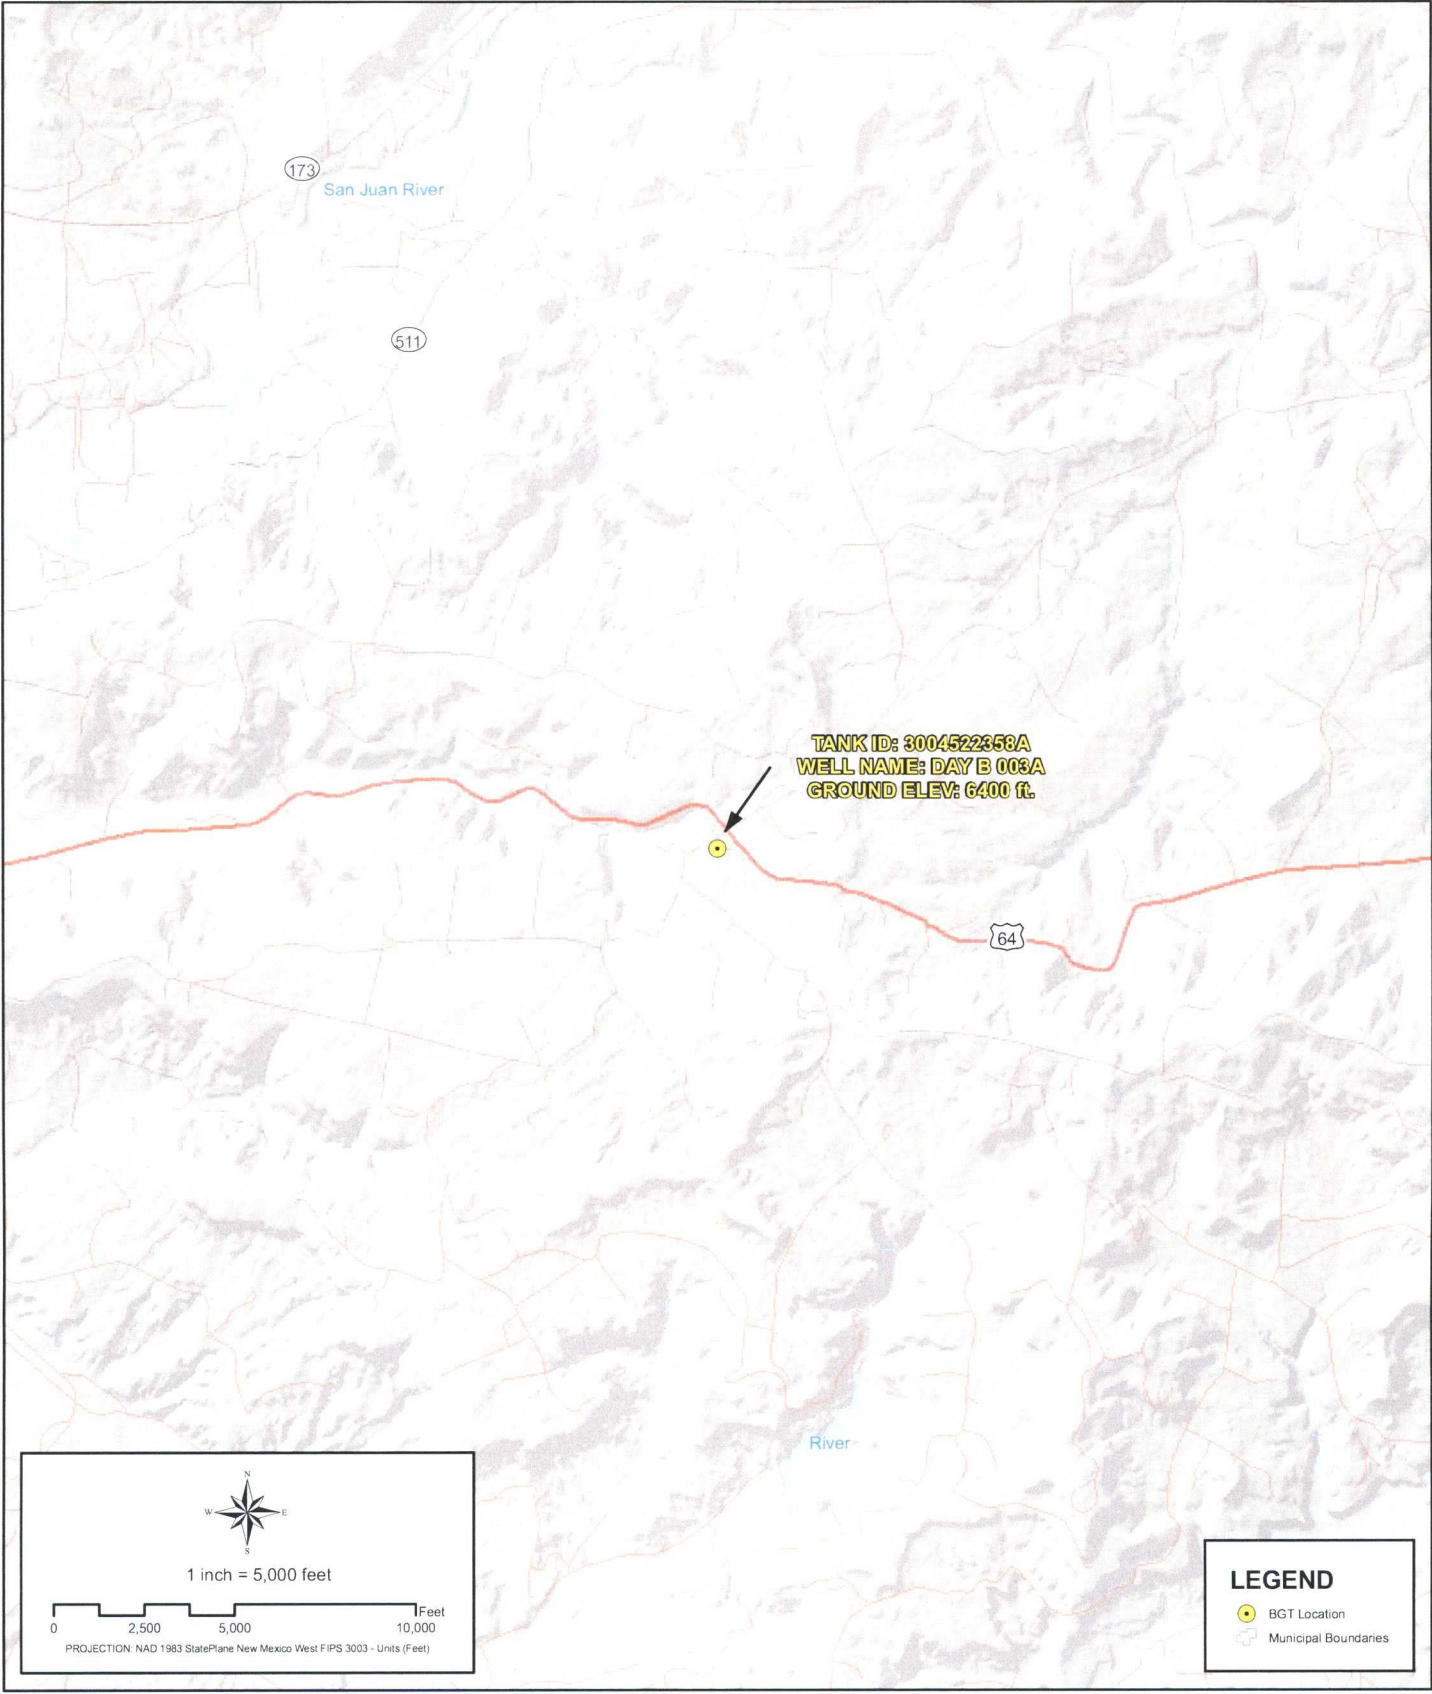 173
San Juan River
511
TANK ID: 3004522358A
WELL NAME: DAY B 003A
GROUND ELEV: 6400 ft.
64
River
N
W E
S
1 inch = 5,000 feet
Feet
0 2,500 5,000 10,000
PROJECTION: NAD 1983 StatePlane New Mexico West FIPS 3003 - Units (Feet)
LEGEND
BGT Location
Municipal Boundaries